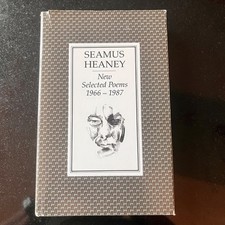 SEAMUS
HEANEY
New
Selected Poems
1966 – 1987